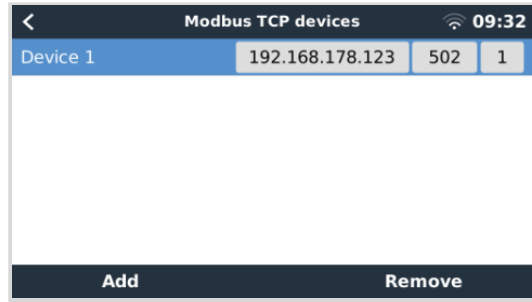 Modbus TCP devices 09:32
Device 1 192.168.178.123 502 1
Add Remove